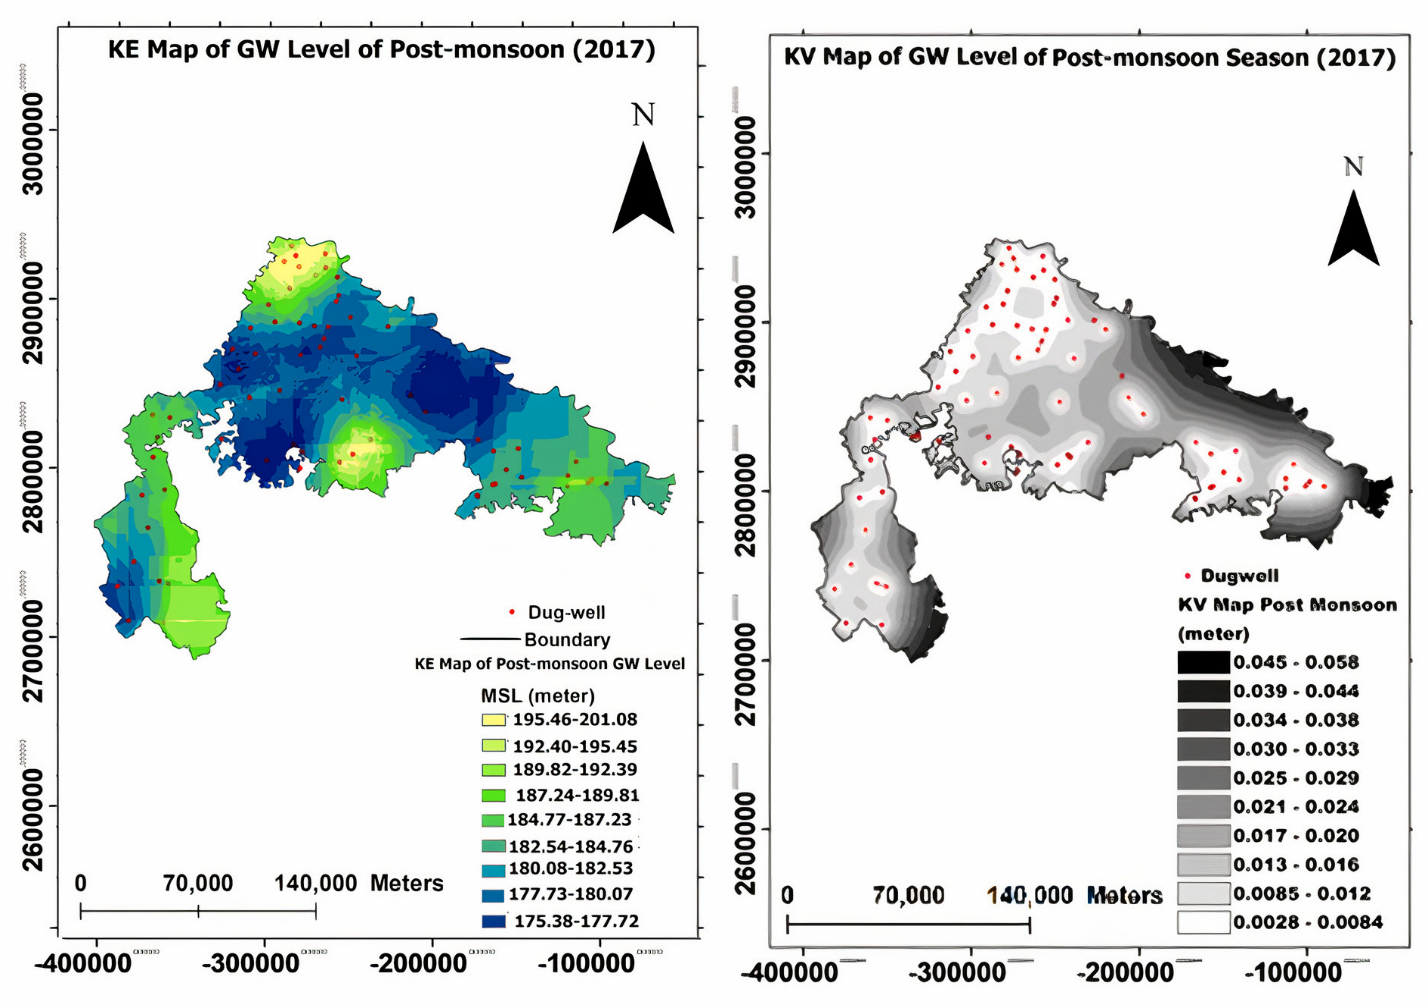 KE Map of GW Level of Post-monsoon (2017)
N
3000000
2900000
2800000
2700000
2600000
Dug-well
Boundary
KE Map of Post-monsoon GW Level
MSL (meter)
195.46-201.08
192.40-195.45
189.82-192.39
187.24-189.81
184.77-187.23
182.54-184.76
180.08-182.53
177.73-180.07
175.38-177.72
0 70,000 140,000 Meters
-400000 -300000 -200000 -100000
KV Map of GW Level of Post-monsoon Season (2017)
N
3000000
2900000
2800000
2700000
2600000
Dugwell
KV Map Post Monsoon
(meter)
0.045 - 0.058
0.039 - 0.044
0.034 - 0.038
0.030 - 0.033
0.025 - 0.029
0.021 - 0.024
0.017 - 0.020
0.013 - 0.016
0.0085 - 0.012
0.0028 - 0.0084
0 70,000 140,000 Meters
-400000 -300000 -200000 -100000